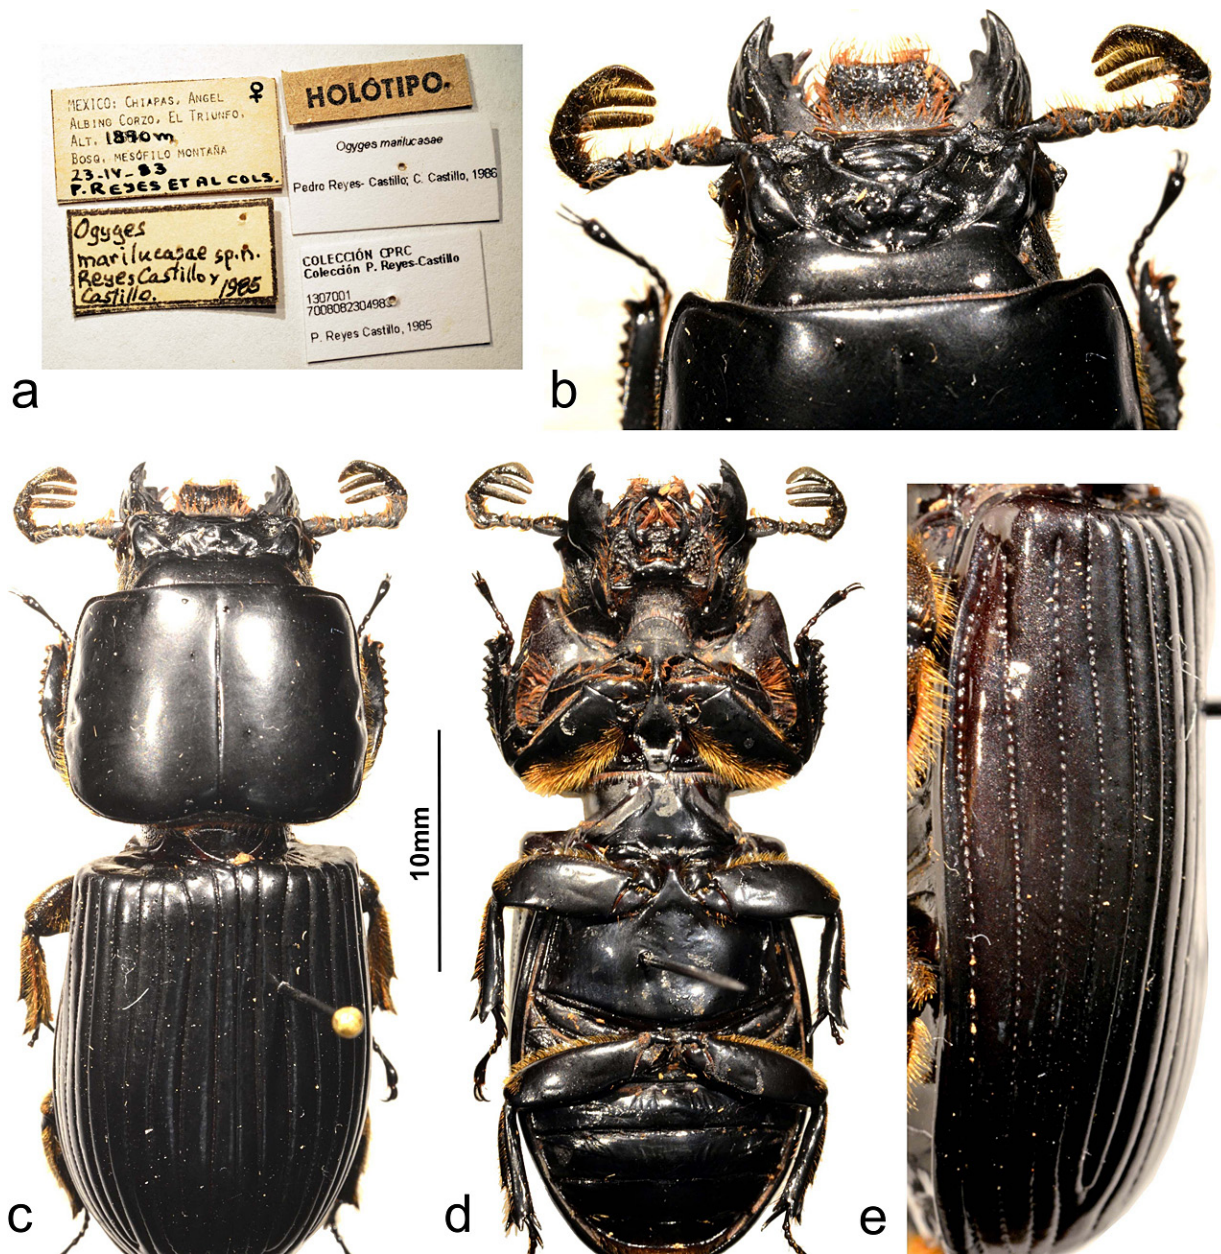 MEXICO: CHIAPAS, ANGEL ♀
ALBINO CORZO, EL TRIUNFO,
ALT. 1890m
BOSQ. MESÓFILO MONTAÑA
23-IV-83
P. REYES ET AL COLS.
HOLÓTIPO.
Ogyges marilucasae
Pedro Reyes- Castillo; C. Castillo, 1986
Ogyges
marilucasae sp.n.
Reyes Castillo y
Castillo. 1985
COLECCIÓN CPRC
Colección P. Reyes-Castillo
1307001
7008082304983
P. Reyes Castillo, 1985
a
b
c
10mm
d
e